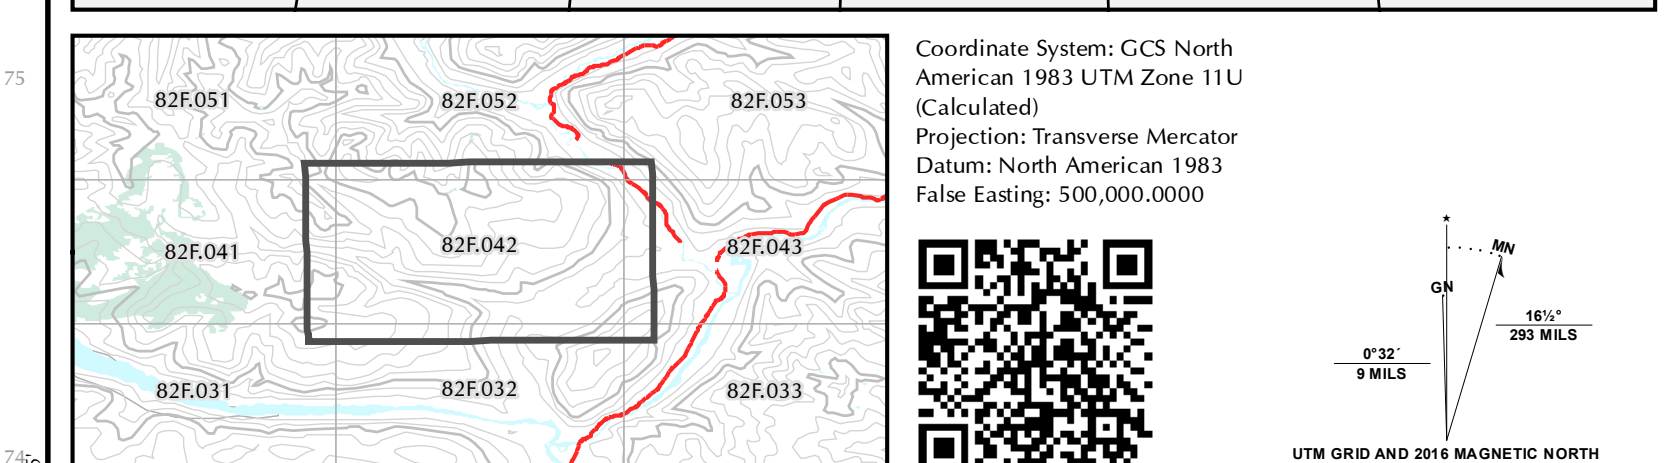 75
82F.051
82F.052
82F.053
82F.041
82F.042
82F.043
82F.031
82F.032
82F.033
74
Coordinate System: GCS North
American 1983 UTM Zone 11U
(Calculated)
Projection: Transverse Mercator
Datum: North American 1983
False Easting: 500,000.0000
MN
GN
16½°
293 MILS
0°32´
9 MILS
UTM GRID AND 2016 MAGNETIC NORTH